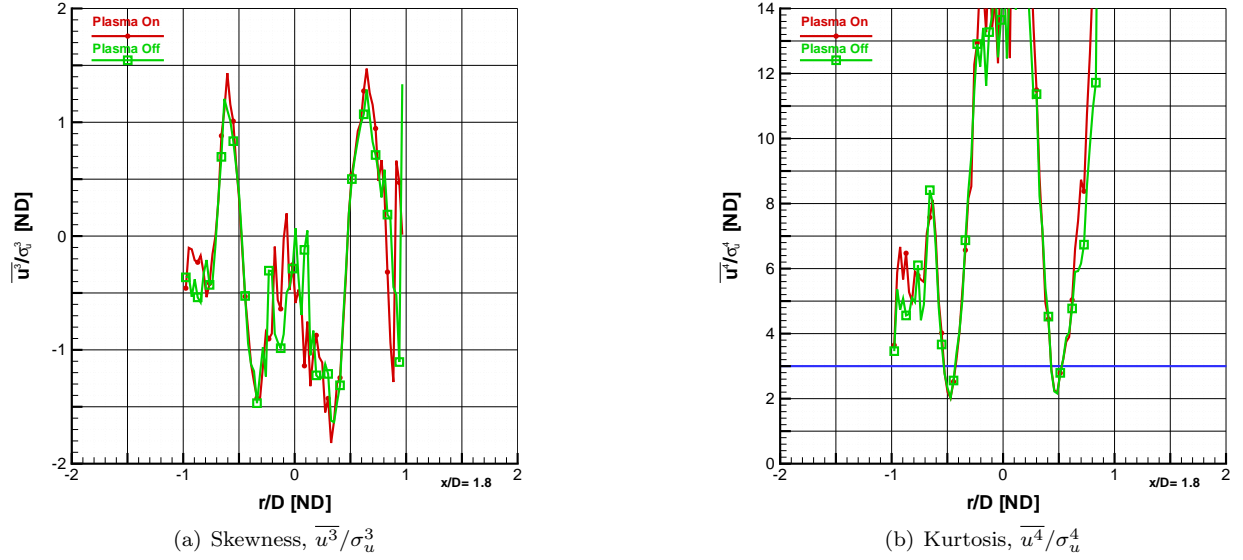 2
1
0
-1
-2
-2
-1
0
1
2
Plasma On
Plasma Off
u³/σᵤ³ [ND]
r/D [ND]
x/D= 1.8
(a) Skewness, u³/σᵤ³
14
12
10
8
6
4
2
0
-2
-1
0
1
2
Plasma On
Plasma Off
u⁴/σᵤ⁴ [ND]
r/D [ND]
x/D= 1.8
(b) Kurtosis, u⁴/σᵤ⁴